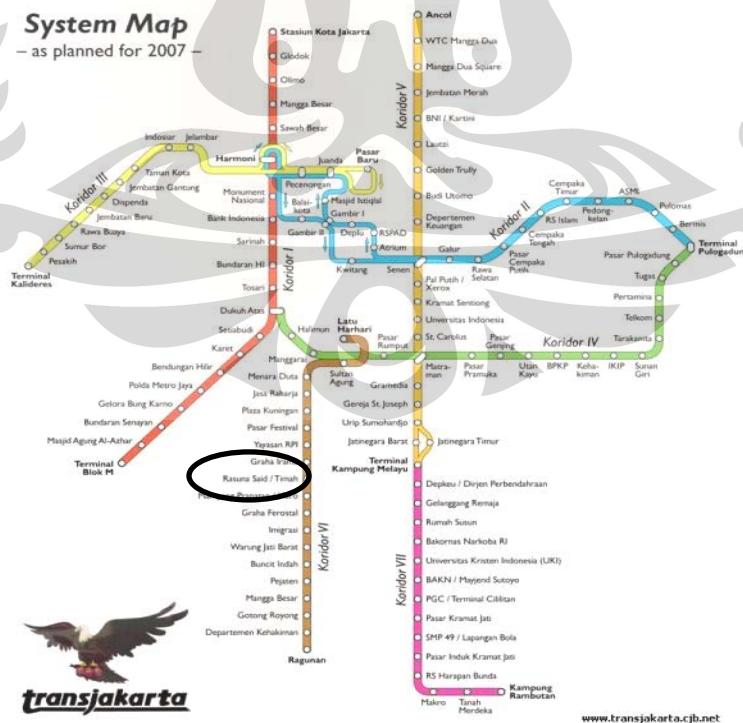 System Map
– as planned for 2007 –
Stasiun Kota Jakarta
Glodok
Olimo
Mangga Besar
Sawah Besar
Harmoni
Monumen
Nasional
Bank Indonesia
Sarinah
Bundaran HI
Tosari
Dukuh Atas
Setiabudi
Karet
Bendungan Hilir
Polda Metro Jaya
Gelora Bung Karno
Bundaran Senayan
Masjid Agung Al-Azhar
Terminal
Blok M
Koridor I
Indosiar
Jelambar
Taman Kota
Jembatan Gantung
Dispenda
Jembatan Baru
Rawa Buaya
Sumur Bor
Pesakih
Terminal
Kalideres
Koridor III
Juanda
Pasar
Baru
Pecenongan
Masjid Istiqlal
Balai-
kota
Gambir I
Gambir II
Deplu
RSPAD
Atrium
Kwitang
Senen
Galur
Rawa
Selatan
Pasar
Cempaka
Putih
Cempaka
Tengah
RS Islam
Cempaka
Timur
Pedong-
kelan
ASMI
Pulomas
Bermis
Terminal
Pulogadung
Koridor II
Ancol
WTC Mangga Dua
Mangga Dua Square
Jembatan Merah
BNI / Kartini
Lautzi
Golden Trully
Budi Utomo
Departemen
Keuangan
Koridor V
Pal Putih /
Xerox
Kramat Sentiong
Unversitas Indonesia
St. Carolus
Matra-
man
Gramedia
Gereja St. Joseph
Urip Sumohardjo
Jatinegara Barat
Jatinegara Timur
Terminal
Kampung Melayu
Pasar Pulogadung
Tugas
Pertamina
Telkom
Tarakanita
Koridor IV
Halimun
Manggarai
Latu
Harhari
Sultan
Agung
Pasar
Rumput
Pasar
Pramuka
Pasar
Genjing
Utan
Kayu
BPKP
Keha-
kiman
IKIP
Sunan
Giri
Menara Duta
Jasa Raharja
Plaza Kuningan
Pasar Festival
Yayasan RPI
Graha Irama
Rasuna Said / Timah
Graha Ferostal
Imigrasi
Warung Jati Barat
Buncit Indah
Pejaten
Mangga Besar
Gotong Royong
Departemen Kehakiman
Ragunan
Koridor VI
Depkeu / Dirjen Perbendahraan
Gelanggang Remaja
Rumah Susun
Bakornas Narkoba RI
Universitas Kristen Indonesia (UKI)
BAKN / Mayjend Sutoyo
PGC / Terminal Cililitan
Pasar Kramat Jati
SMP 49 / Lapangan Bola
Pasar Induk Kramat Jati
RS Harapan Bunda
Makro
Tanah
Merdeka
Kampung
Rambutan
Koridor VII
transjakarta
www.transjakarta.cjb.net